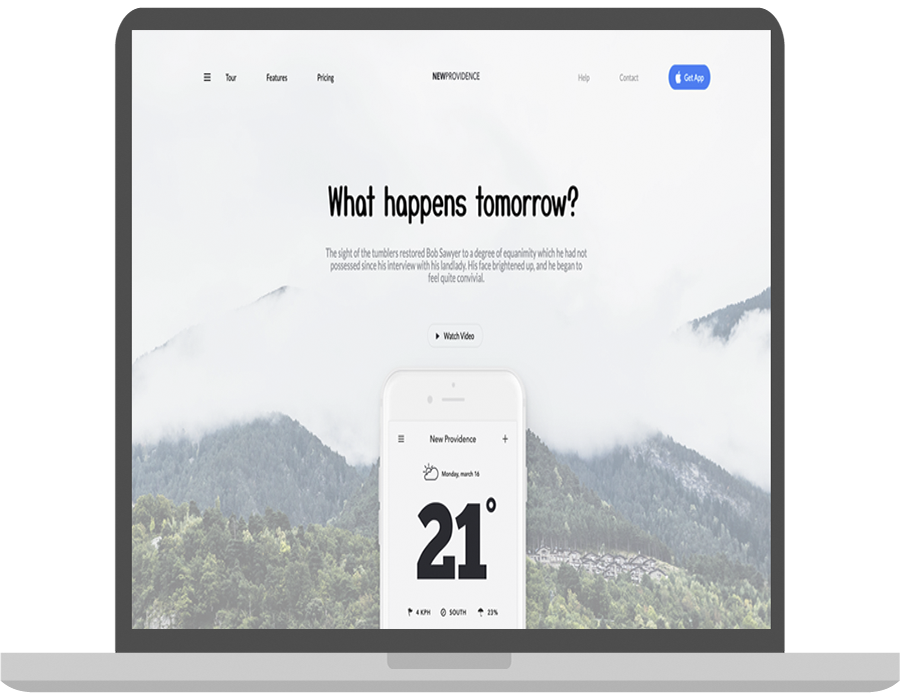 Tour Features Pricing NEWPROVIDENCE Help Contact Get App
What happens tomorrow?
The sight of the tumblers restored Bob Sawyer to a degree of equanimity which he had not
possessed since his interview with his landlady. His face brightened up, and he began to
feel quite convivial.
Watch Video
New Providence
Monday, march 16
21°
4 KPH SOUTH 23%